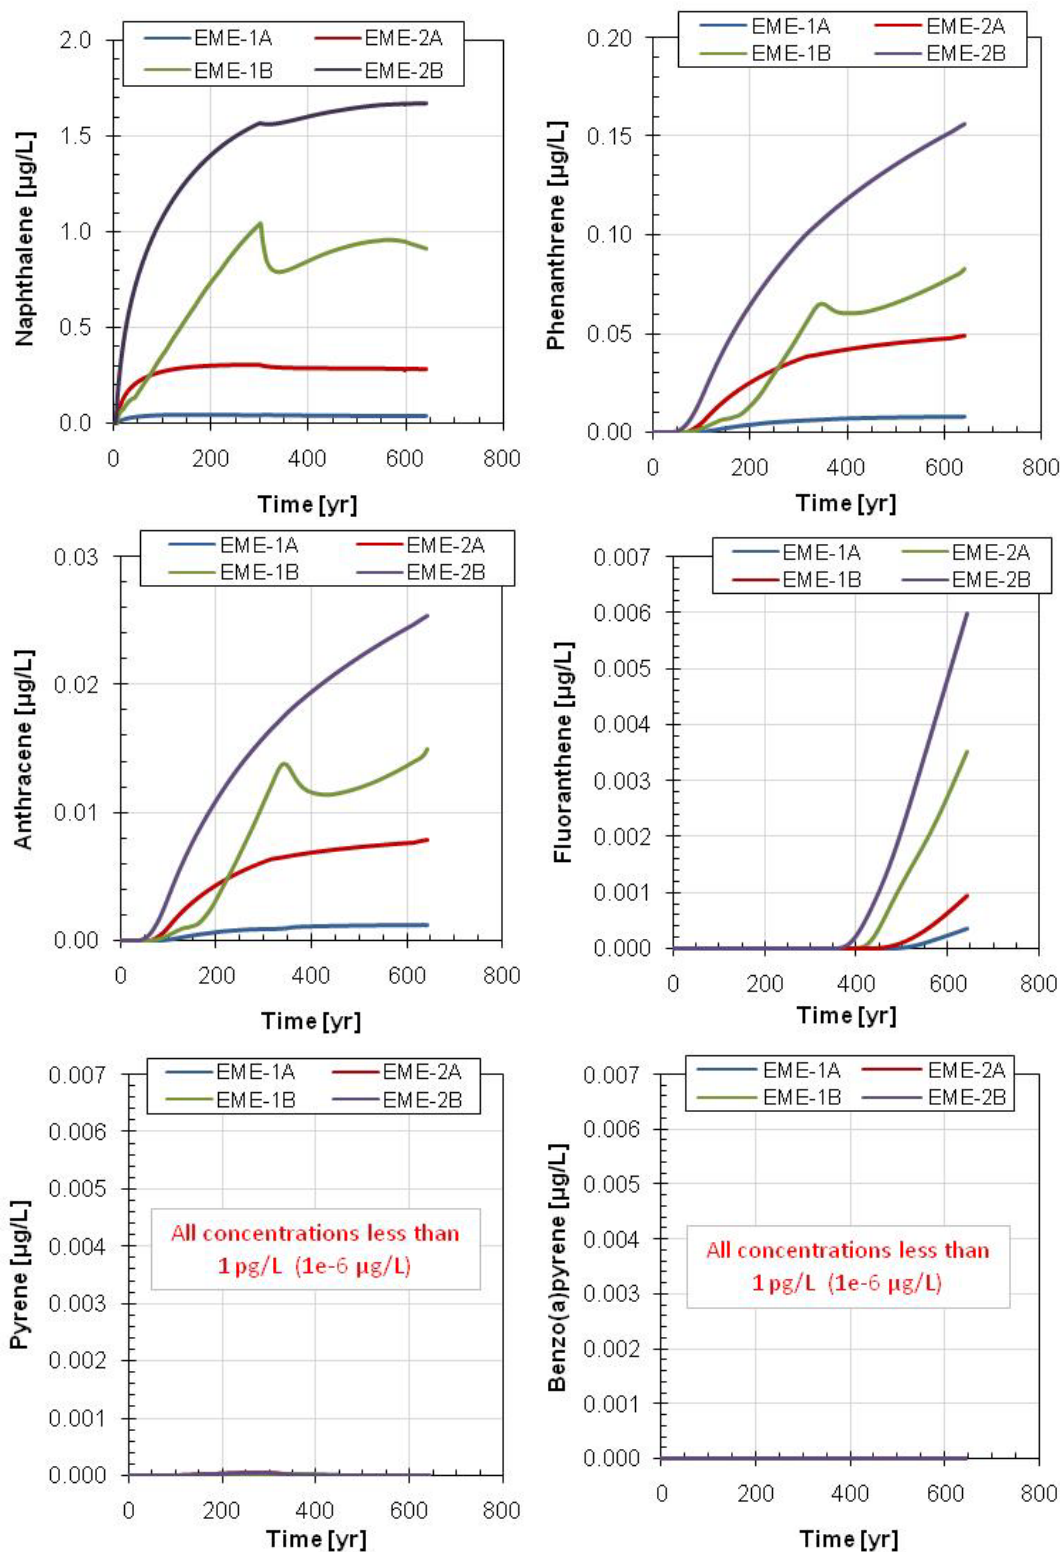 EME-1A EME-2A
EME-1B EME-2B
2.0
1.5
1.0
0.5
0.0
Naphthalene [µg/L]
0 200 400 600 800
Time [yr]
EME-1A EME-2A
EME-1B EME-2B
0.20
0.15
0.10
0.05
0.00
Phenanthrene [µg/L]
0 200 400 600 800
Time [yr]
EME-1A EME-2A
EME-1B EME-2B
0.03
0.02
0.01
0.00
Anthracene [µg/L]
0 200 400 600 800
Time [yr]
EME-1A EME-2A
EME-1B EME-2B
0.007
0.006
0.005
0.004
0.003
0.002
0.001
0.000
Fluoranthene [µg/L]
0 200 400 600 800
Time [yr]
EME-1A EME-2A
EME-1B EME-2B
0.007
0.006
0.005
0.004
0.003
0.002
0.001
0.000
Pyrene [µg/L]
All concentrations less than
1 pg/L (1e-6 µg/L)
0 200 400 600 800
Time [yr]
EME-1A EME-2A
EME-1B EME-2B
0.007
0.006
0.005
0.004
0.003
0.002
0.001
0.000
Benzo(a)pyrene [µg/L]
All concentrations less than
1 pg/L (1e-6 µg/L)
0 200 400 600 800
Time [yr]